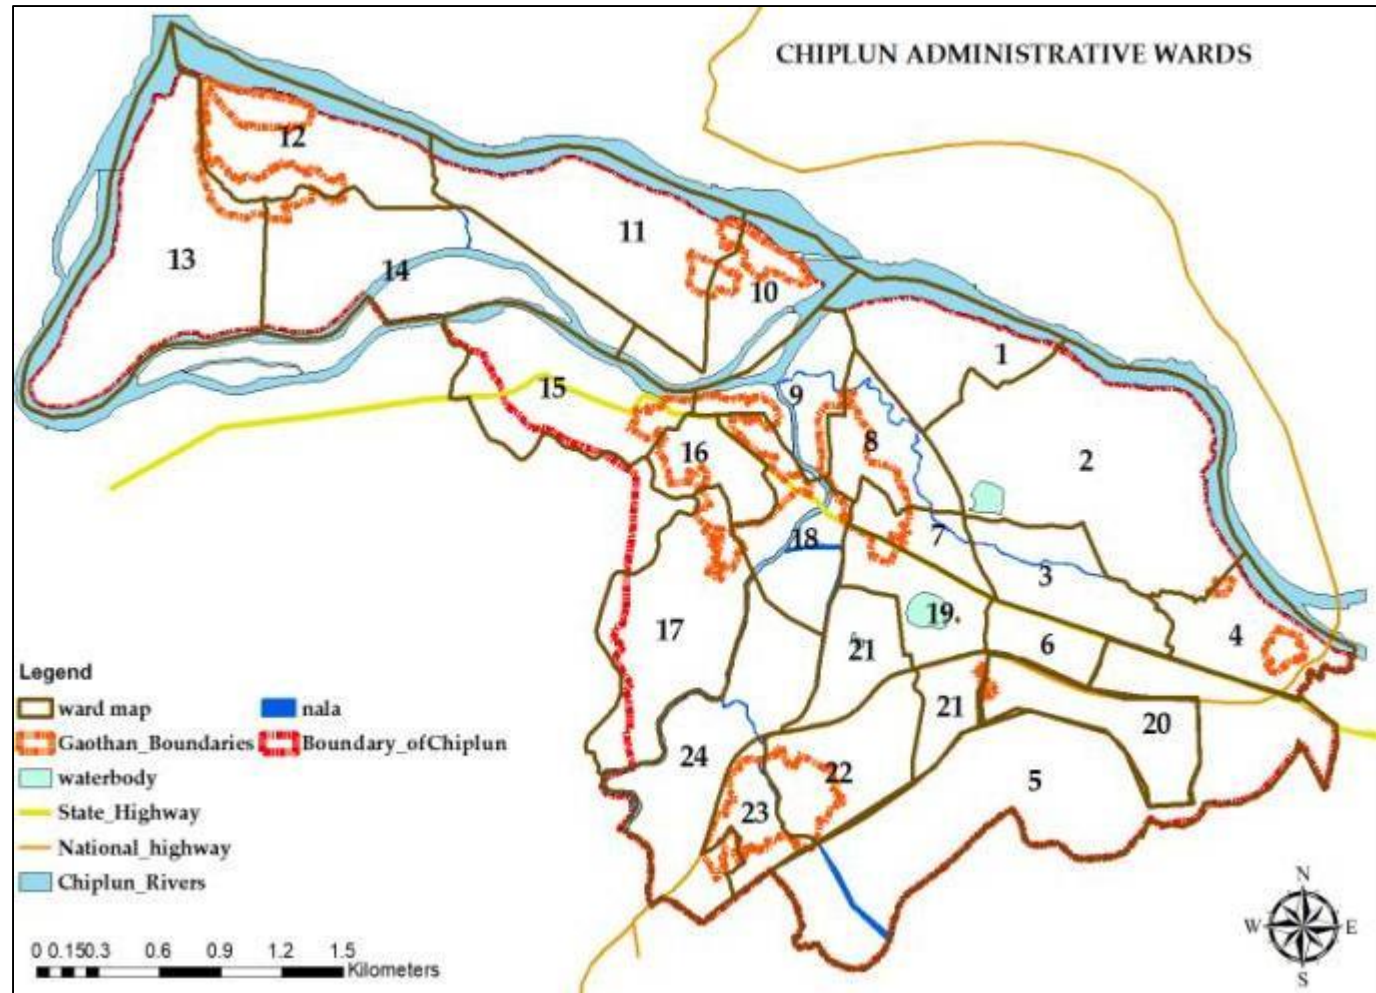 CHIPLUN ADMINISTRATIVE WARDS
12
11
13
14
10
1
15
9
8
16
2
7
18
3
19
4
17
21
6
21
20
24
22
5
23
Legend
ward map
nala
Gaothan_Boundaries
Boundary_ofChiplun
waterbody
State_Highway
National_highway
Chiplun_Rivers
0 0.150.3 0.6 0.9 1.2 1.5
Kilometers
N
W E
S